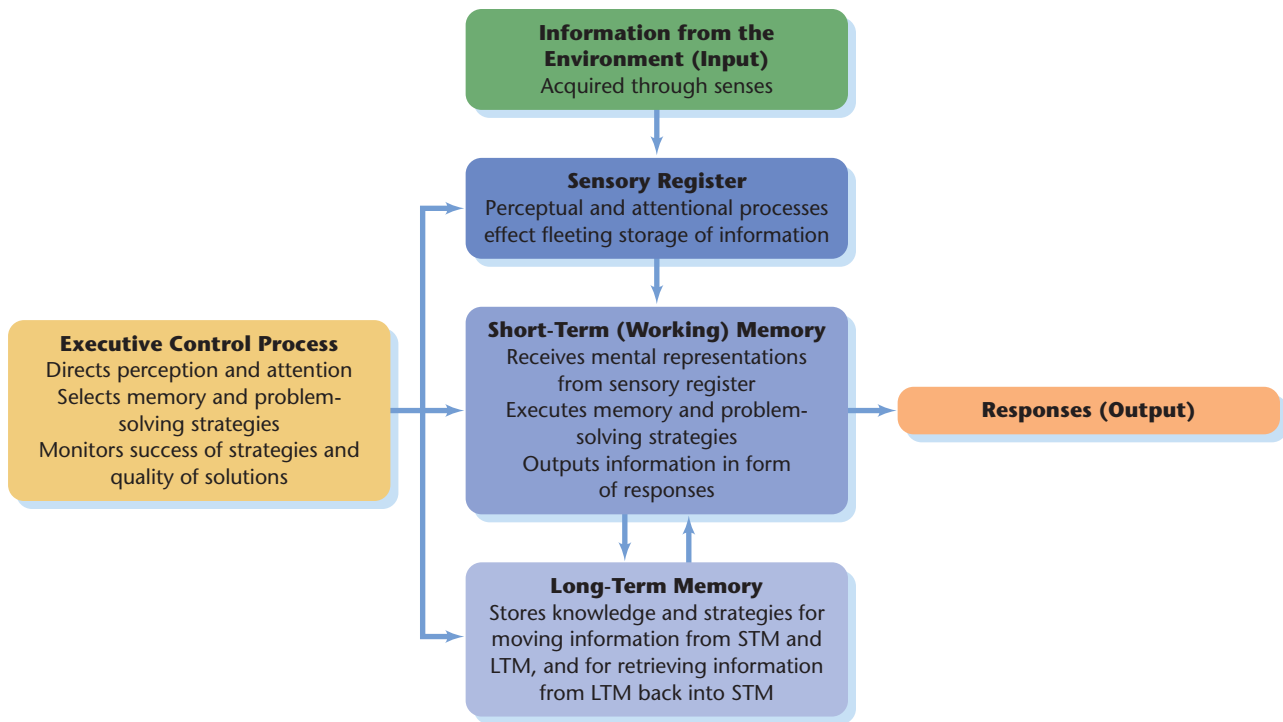 Information from the
Environment (Input)
Acquired through senses
Sensory Register
Perceptual and attentional processes
effect fleeting storage of information
Executive Control Process
Directs perception and attention
Selects memory and problem-
solving strategies
Monitors success of strategies and
quality of solutions
Short-Term (Working) Memory
Receives mental representations
from sensory register
Executes memory and problem-
solving strategies
Outputs information in form
of responses
Responses (Output)
Long-Term Memory
Stores knowledge and strategies for
moving information from STM and
LTM, and for retrieving information
from LTM back into STM